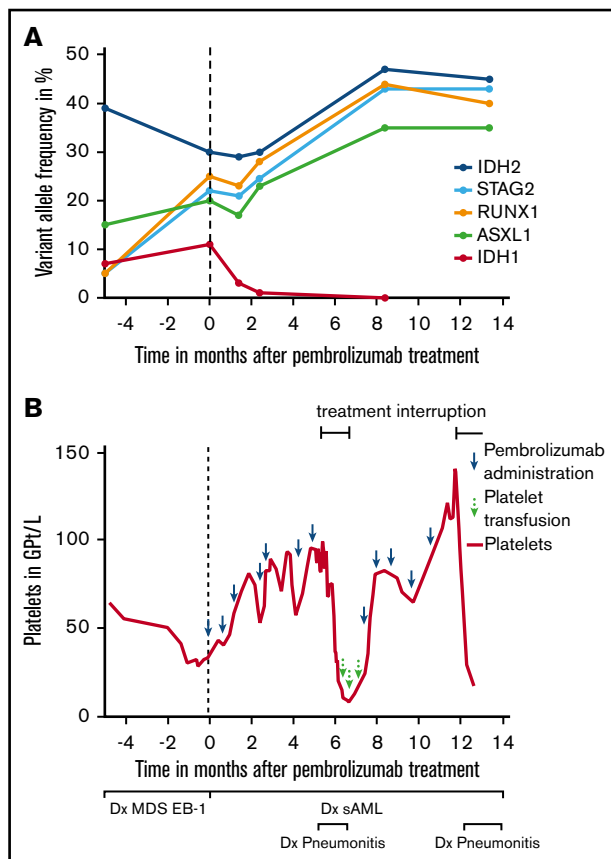 A
Variant allele frequency in %
50
40
30
20
10
0
IDH2
STAG2
RUNX1
ASXL1
IDH1
-4 -2 0 2 4 6 8 10 12 14
Time in months after pembrolizumab treatment
B
treatment interruption
Platelets in GPt/L
150
100
50
0
Pembrolizumab
administration
Platelet
transfusion
Platelets
-4 -2 0 2 4 6 8 10 12 14
Time in months after pembrolizumab treatment
Dx MDS EB-1 Dx sAML
Dx Pneumonitis Dx Pneumonitis